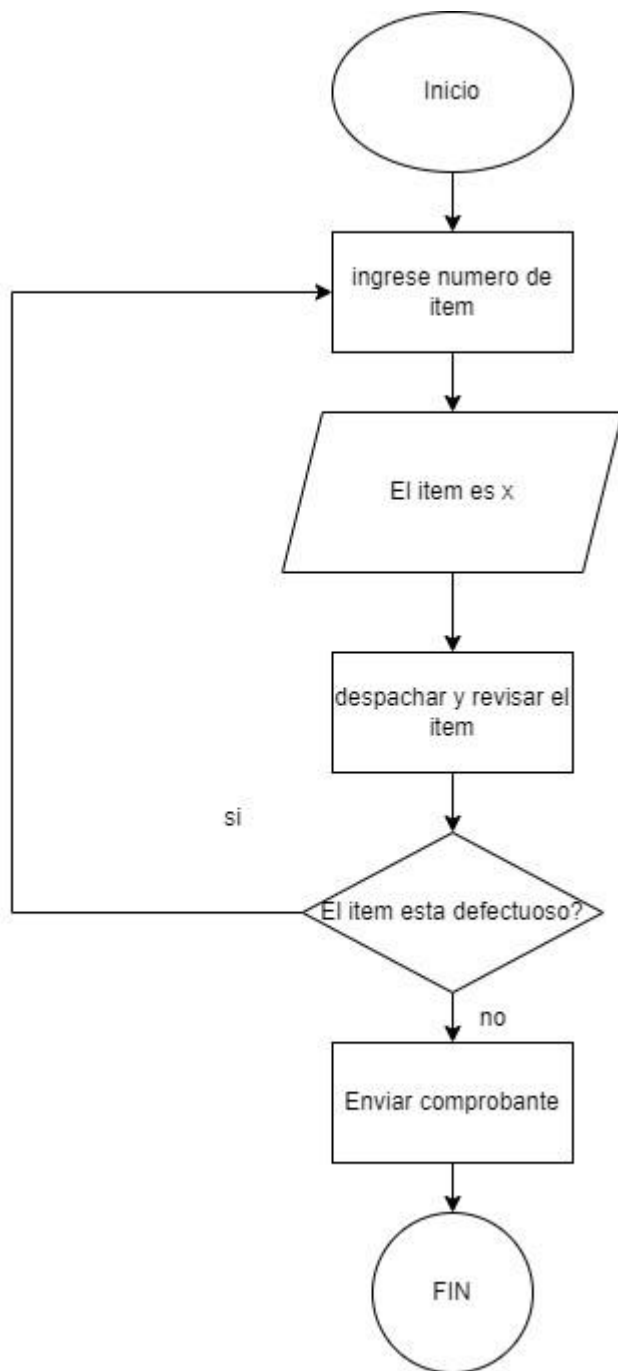 Inicio
ingrese numero de
item
El item es x
despachar y revisar el
item
si
El item esta defectuoso?
no
Enviar comprobante
FIN